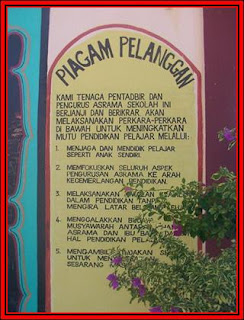 PIAGAM PELANGGAN
KAMI TENAGA PENTADBIR DAN
PENGURUS ASRAMA SEKOLAH INI
BERJANJI DAN BERIKRAR, AKAN
MELAKSANAKAN PERKARA-PERKARA
DI BAWAH UNTUK MENINGKATKAN
MUTU PENDIDIKAN PELAJAR MELALUI:
1. MENJAGA DAN MENDIDIK PELAJAR
SEPERTI ANAK SENDIRI.
2. MEMFOKUSKAN SELURUH ASPEK
PENGURUSAN ASRAMA KE ARAH
KECEMERLANGAN PENDIDIKAN.
3. MELAKSANAKAN
DALAM PENDIDIKAN
MENGIRA LATAR
4. MENGGALAKKAN
MUSYAWARAH
ASRAMA DAN IBU
HAL PENDIDIKAN
5. MENGAMBIL
UNTUK
SEBARANG